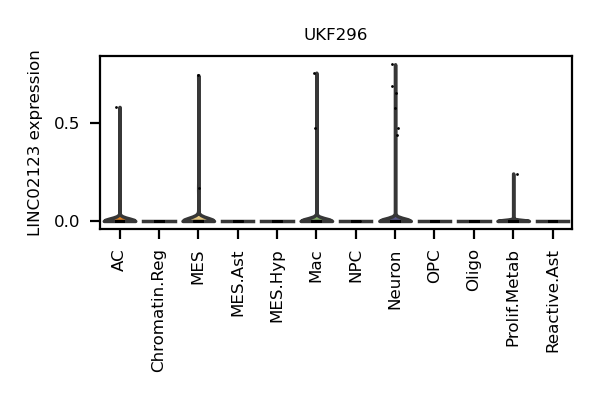 UKF296
LINC02123 expression
0.5
0.0
AC
Chromatin.Reg
MES
MES.Ast
MES.Hyp
Mac
NPC
Neuron
OPC
Oligo
Prolif.Metab
Reactive.Ast